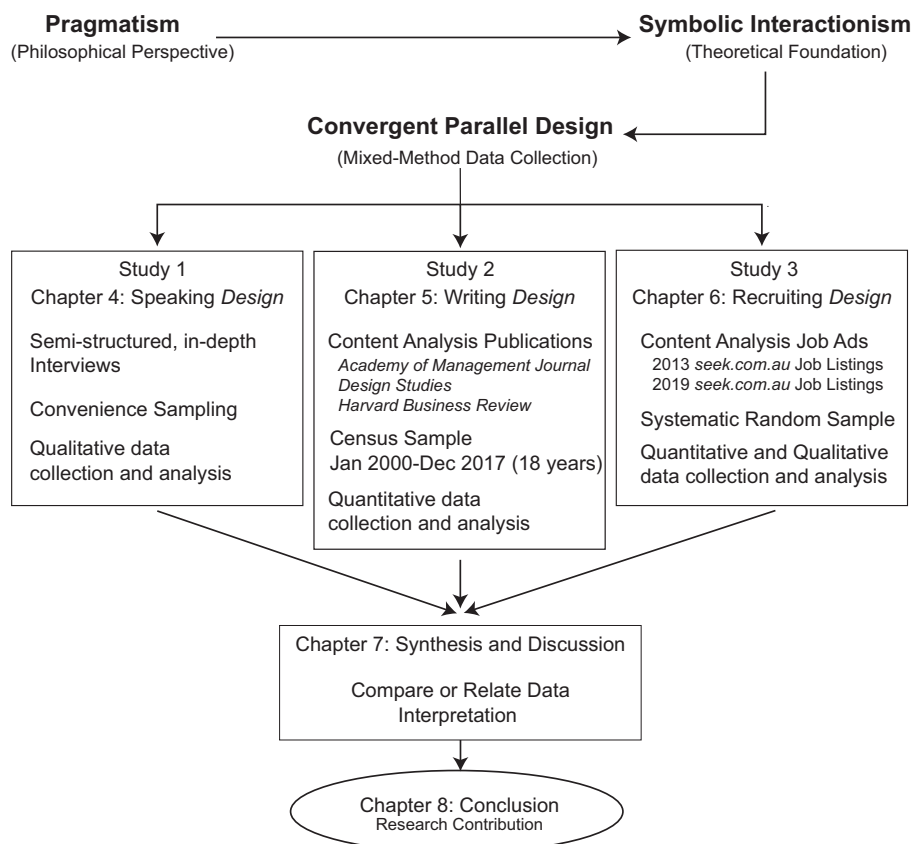 Pragmatism
(Philosophical Perspective)
Symbolic Interactionism
(Theoretical Foundation)
Convergent Parallel Design
(Mixed-Method Data Collection)
Study 1
Chapter 4: Speaking Design
Semi-structured, in-depth
Interviews
Convenience Sampling
Qualitative data
collection and analysis
Study 2
Chapter 5: Writing Design
Content Analysis Publications
Academy of Management Journal
Design Studies
Harvard Business Review
Census Sample
Jan 2000-Dec 2017 (18 years)
Quantitative data
collection and analysis
Study 3
Chapter 6: Recruiting Design
Content Analysis Job Ads
2013 seek.com.au Job Listings
2019 seek.com.au Job Listings
Systematic Random Sample
Quantitative and Qualitative
data collection and analysis
Chapter 7: Synthesis and Discussion
Compare or Relate Data
Interpretation
Chapter 8: Conclusion
Research Contribution